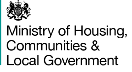 Ministry of Housing,
Communities &
Local Government